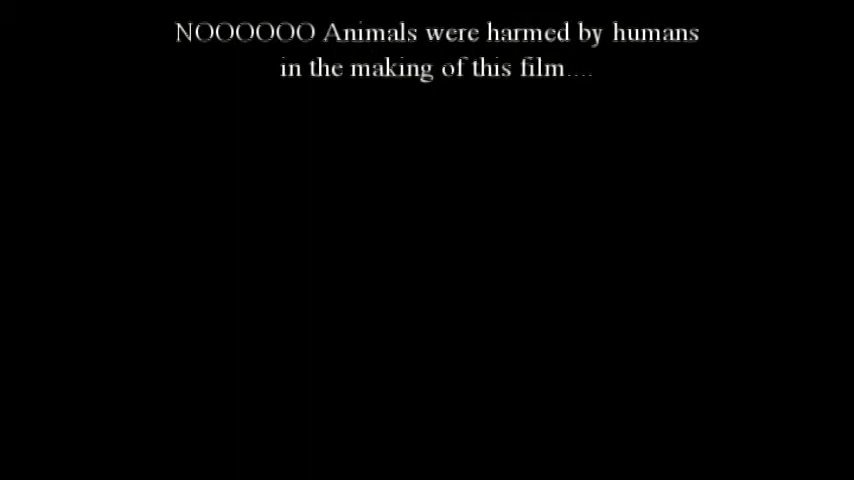 NOOOOOO Animals were harmed by humans
in the making of this film....